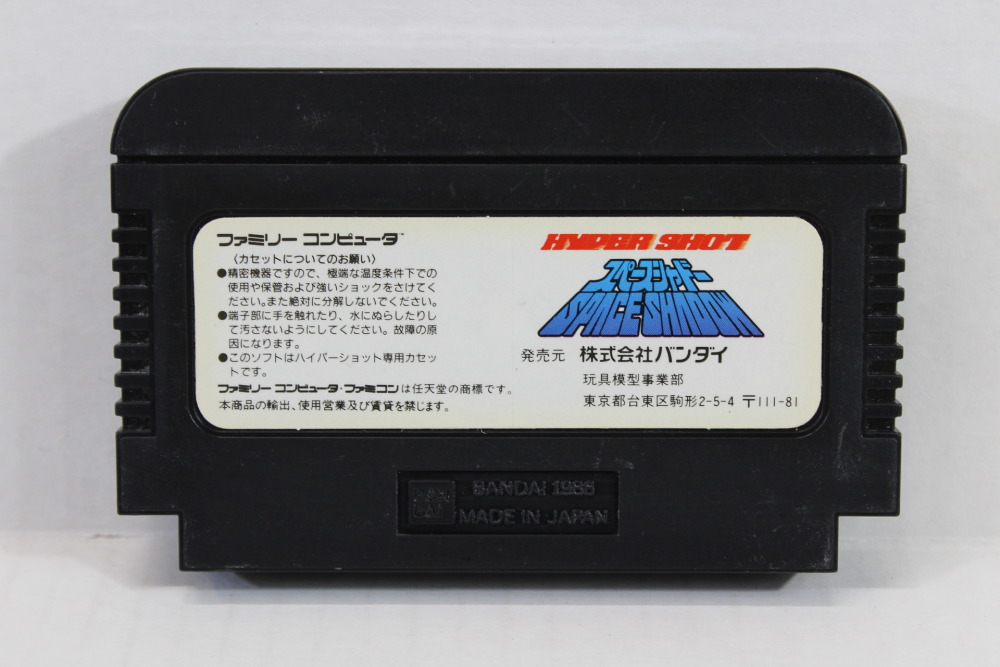 ファミリー コンピュータ™
〈カセットについてのお願い〉
●精密機器ですので、極端な温度条件下での
使用や保管および強いショックをさけてく
ださい。また絶対に分解しないでください。
●端子部に手を触れたり、水にぬらしたりし
て汚さないようにしてください。故障の原
因になります。
●このソフトはハイパーショット専用カセッ
トです。
ファミリー コンピュータ・ファミコンは任天堂の商標です。
本商品の輸出、使用営業及び賃貸を禁じます。
HYPER SHOT
スペースシャドー
SPACE SHADOW
発売元 株式会社バンダイ
玩具模型事業部
東京都台東区駒形2-5-4 〒111-81
BAN
DAI
BANDAI 1986
MADE IN JAPAN